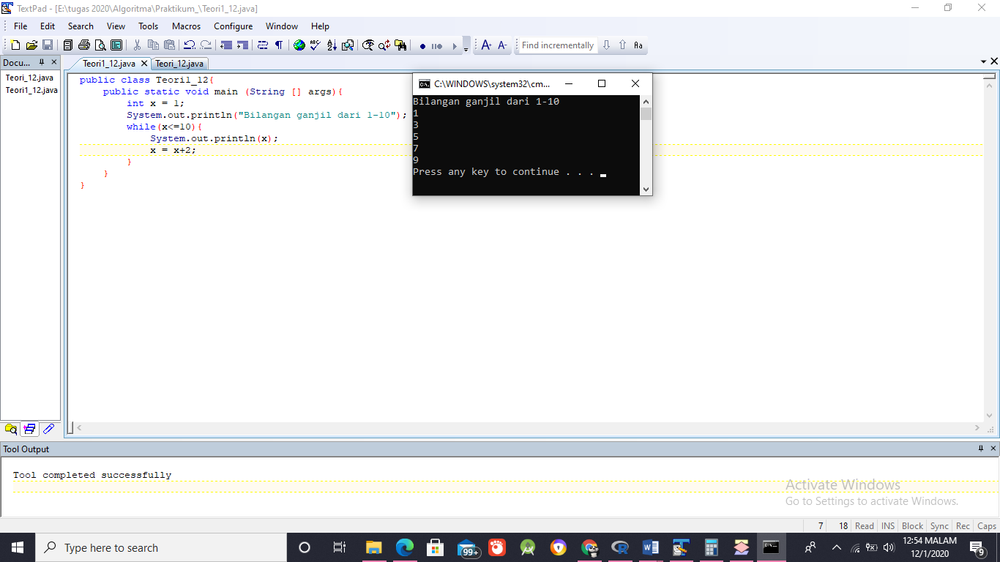 TextPad - [E:\tugas 2020\Algoritma\Praktikum_\Teori1_12.java]
File Edit Search View Tools Macros Configure Window Help
Find incrementally
Aa
Docu...
Teori1_12.java
Teori_12.java
Teori_12.java
Teori1_12.java
public class Teori1_12{
public static void main (String [] args){
int x = 1;
System.out.println("Bilangan ganjil dari 1-10");
while(x<=10){
System.out.println(x);
x = x+2;
}
}
}
C:\WINDOWS\system32\cm...
Bilangan ganjil dari 1-10
1
3
5
7
9
Press any key to continue . . .
Tool Output
Tool completed successfully
Activate Windows
Go to Settings to activate Windows.
7 18 Read INS Block Sync Rec Caps
Type here to search
99+
12:54 MALAM
12/1/2020
9